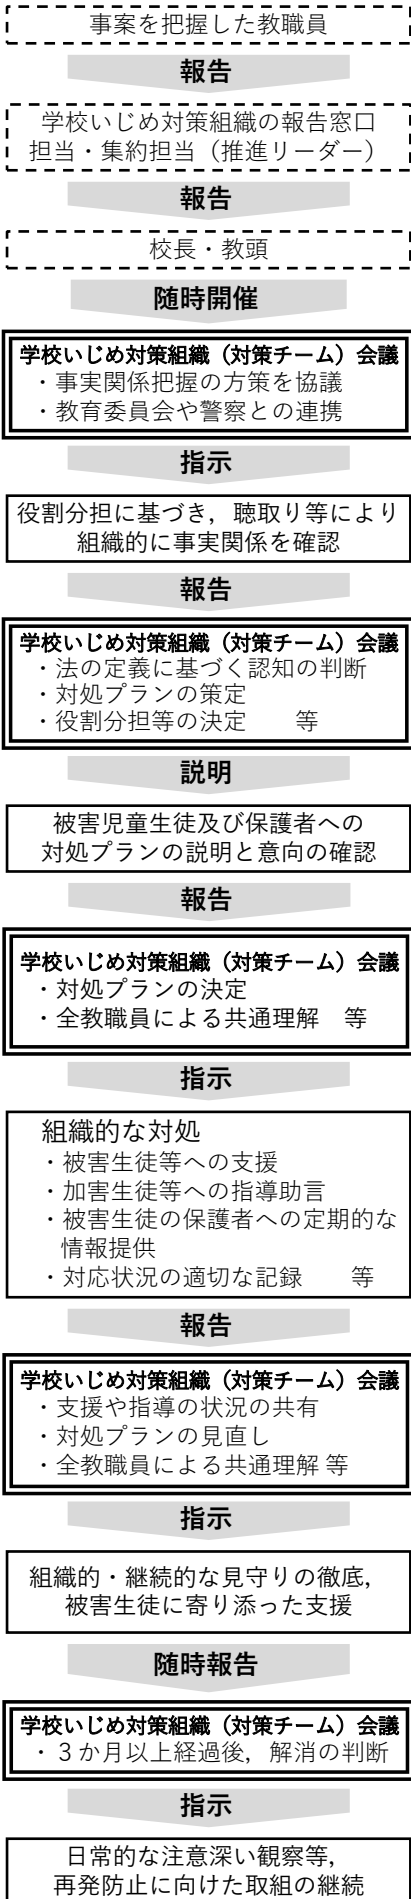 事案を把握した教職員
報告
学校いじめ対策組織の報告窓口
担当・集約担当（推進リーダー）
報告
校長・教頭
随時開催
学校いじめ対策組織（対策チーム）会議
・事実関係把握の方策を協議
・教育委員会や警察との連携
指示
役割分担に基づき，聴取り等により
組織的に事実関係を確認
報告
学校いじめ対策組織（対策チーム）会議
・法の定義に基づく認知の判断
・対処プランの策定
・役割分担等の決定　　等
説明
被害児童生徒及び保護者への
対処プランの説明と意向の確認
報告
学校いじめ対策組織（対策チーム）会議
・対処プランの決定
・全教職員による共通理解　等
指示
組織的な対処
・被害生徒等への支援
・加害生徒等への指導助言
・被害生徒の保護者への定期的な
情報提供
・対応状況の適切な記録　　等
報告
学校いじめ対策組織（対策チーム）会議
・支援や指導の状況の共有
・対処プランの見直し
・全教職員による共通理解 等
指示
組織的・継続的な見守りの徹底，
被害生徒に寄り添った支援
随時報告
学校いじめ対策組織（対策チーム）会議
・３か月以上経過後，解消の判断
指示
日常的な注意深い観察等，
再発防止に向けた取組の継続